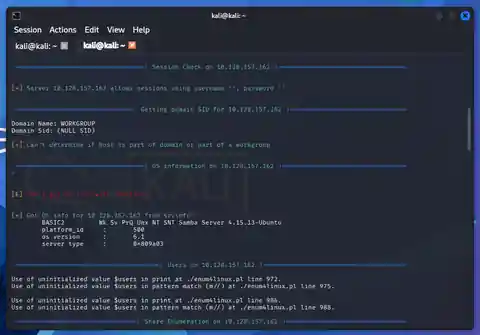 kali@kali: ~
Session Actions Edit View Help
kali@kali: ~ kali@kali: ~
( Session Check on 10.128.157.162 )
[+] Server 10.128.157.162 allows sessions using username '', password ''
( Getting domain SID for 10.128.157.162 )
Domain Name: WORKGROUP
Domain Sid: (NULL SID)
[+] Can't determine if host is part of domain or part of a workgroup
( OS information on 10.128.157.162 )
[E]
[+] Got OS info for 10.128.157.162 from srvinfo:
BASIC2 Wk Sv PrQ Unx NT SNT Samba Server 4.15.13-Ubuntu
platform_id : 500
os version : 6.1
server type : 0x809a03
( Users on 10.128.157.162 )
Use of uninitialized value $users in print at ./enum4linux.pl line 972.
Use of uninitialized value $users in pattern match (m//) at ./enum4linux.pl line 975.
Use of uninitialized value $users in print at ./enum4linux.pl line 986.
Use of uninitialized value $users in pattern match (m//) at ./enum4linux.pl line 988.
( Share Enumeration on 10.128.157.162 )